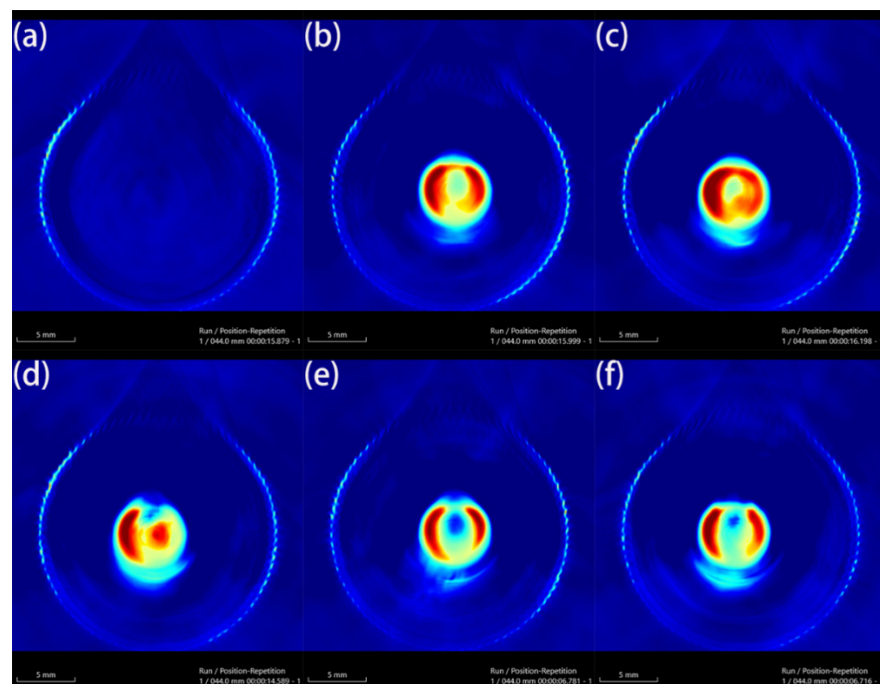 (a)
(b)
(c)
5 mm
Run / Position-Repetition
1 / 044.0 mm 00:00:15.879 - 1
5 mm
Run / Position-Repetition
1 / 044.0 mm 00:00:15.999 - 1
5 mm
Run / Position-Repetition
1 / 044.0 mm 00:00:16.198 -
(d)
(e)
(f)
5 mm
Run / Position-Repetition
1 / 044.0 mm 00:00:14.589 - 1
5 mm
Run / Position-Repetition
1 / 044.0 mm 00:00:06.781 - 1
5 mm
Run / Position-Repetition
1 / 044.0 mm 00:00:06.716 -